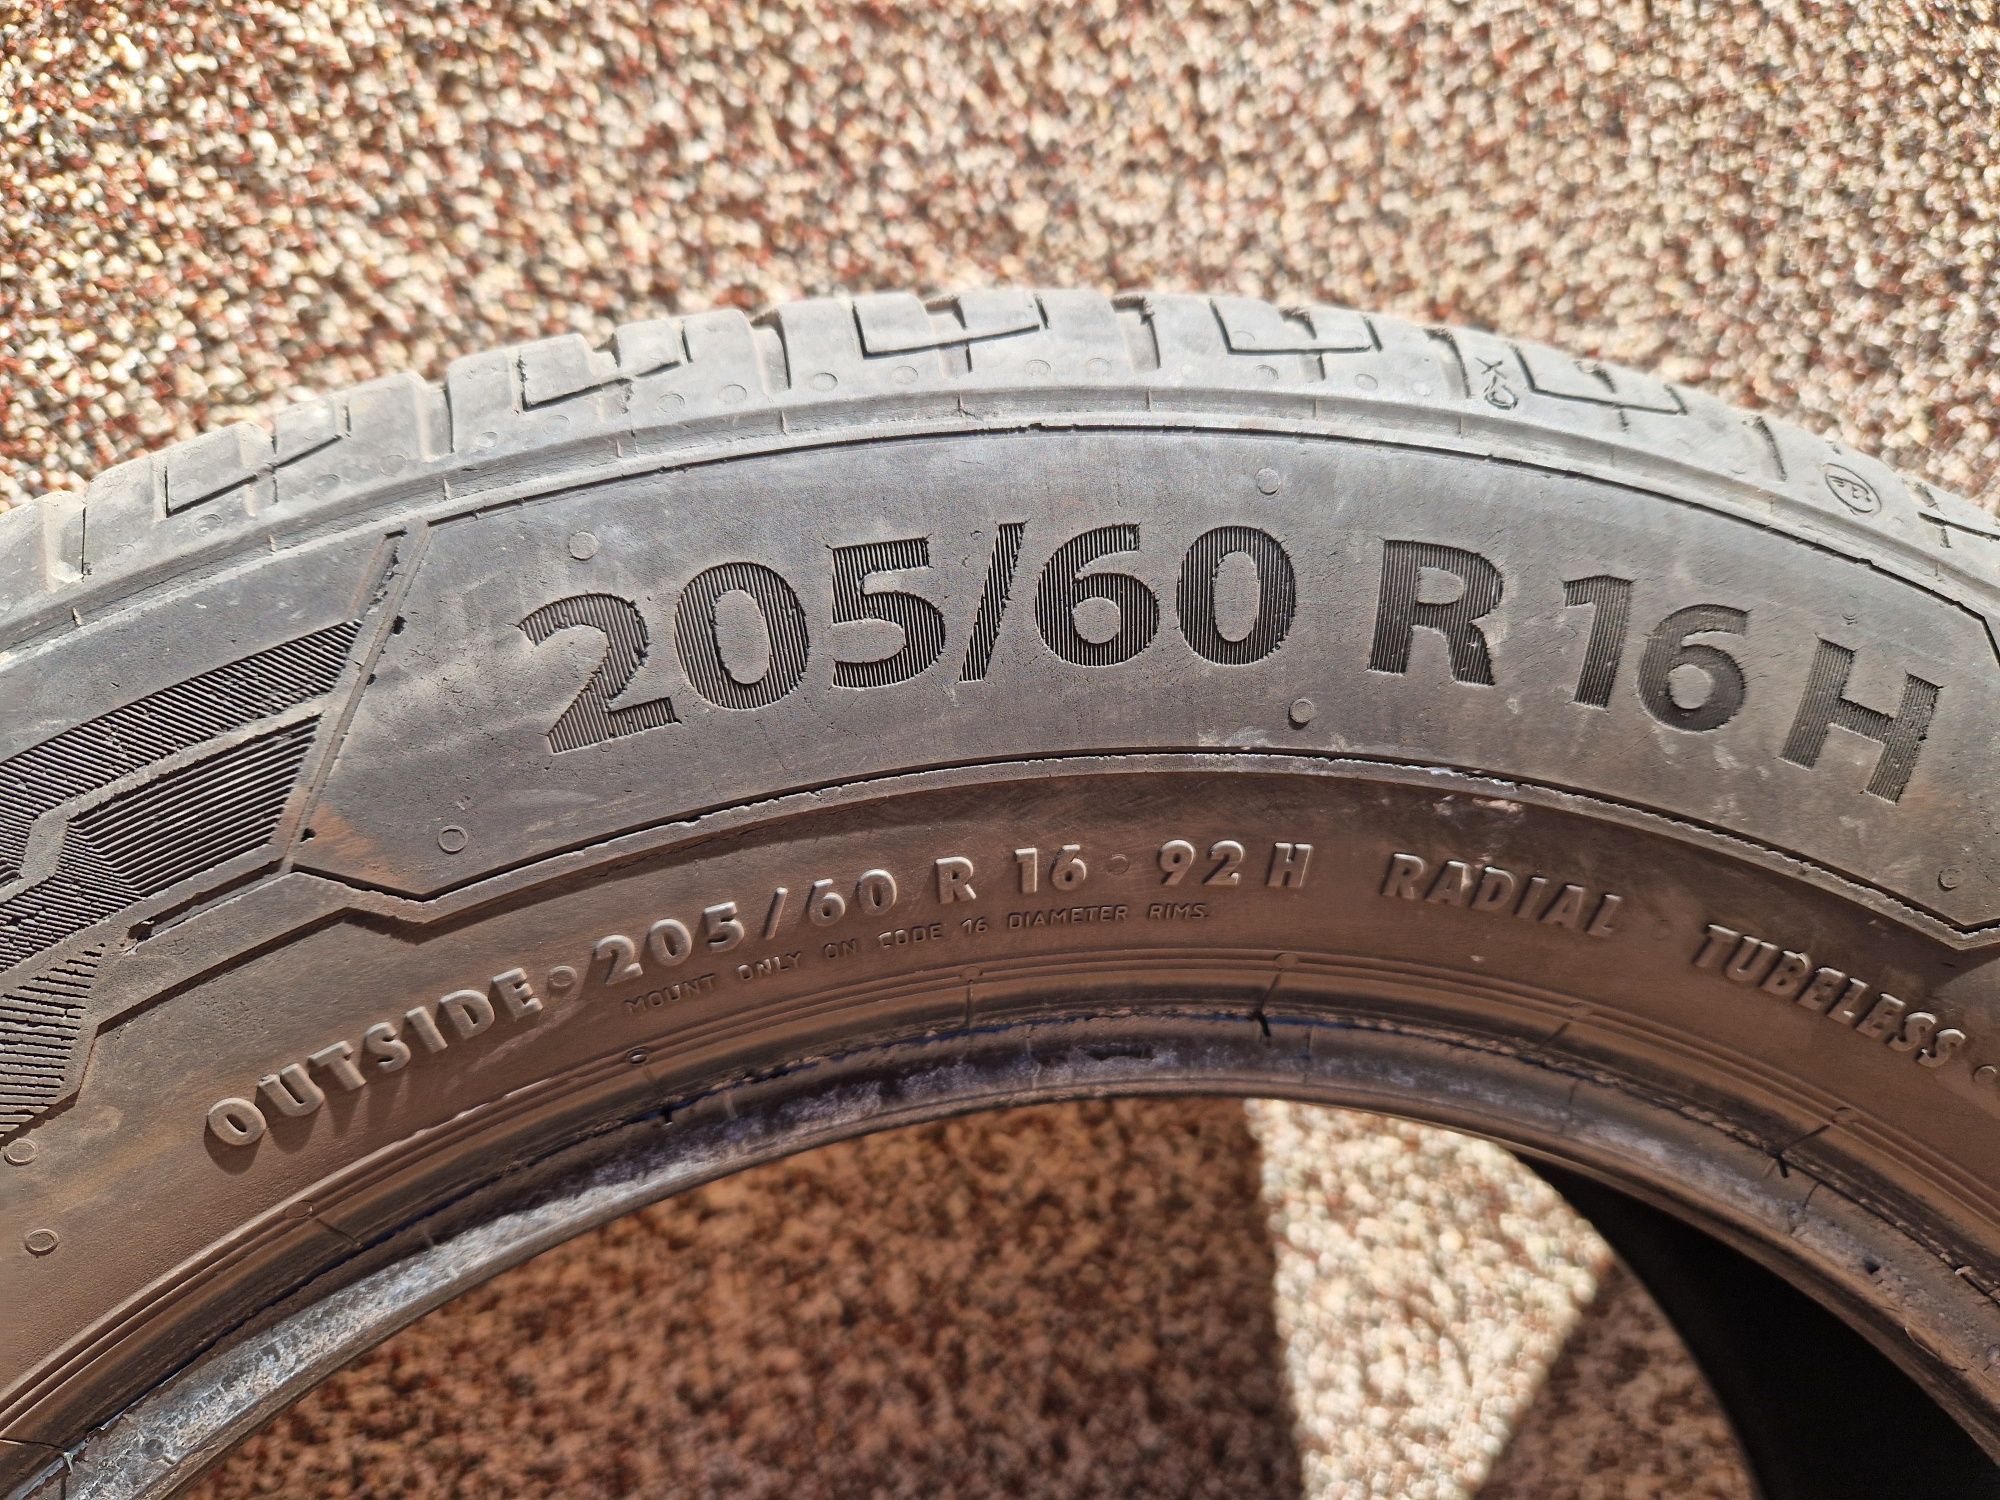 205/60 R 16 H
OUTSIDE 205/60 R 16 92 H RADIAL TUBELESS
MOUNT ONLY ON CODE 16 DIAMETER RIMS.